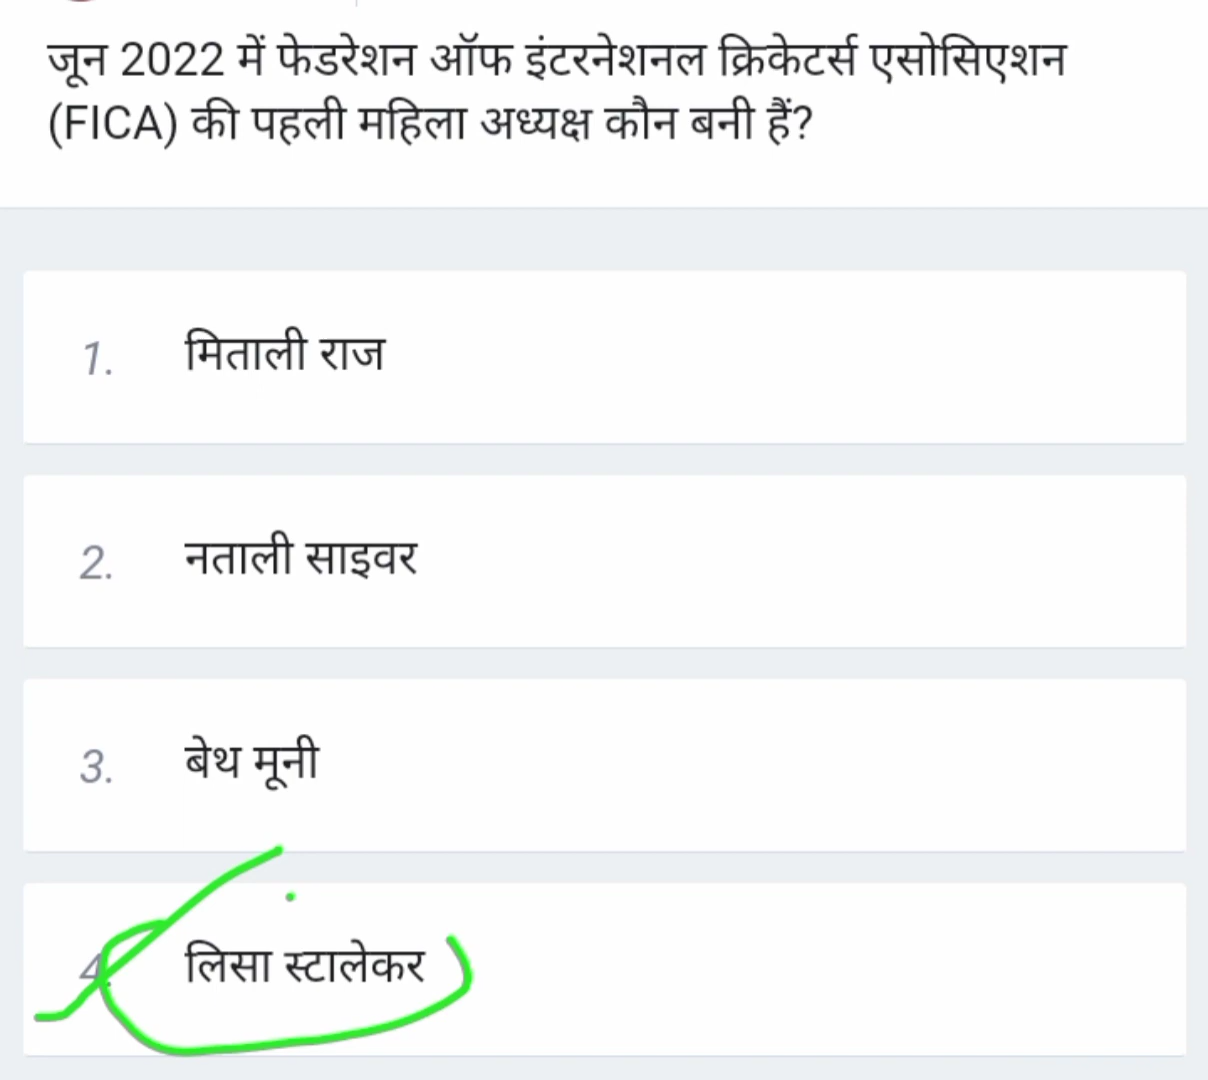 जून 2022 में फेडरेशन ऑफ इंटरनेशनल क्रिकेटर्स एसोसिएशन
(FICA) की पहली महिला अध्यक्ष कौन बनी हैं?
1. मिताली राज
2. नताली साइवर
3. बेथ मूनी
4. लिसा स्टालेकर